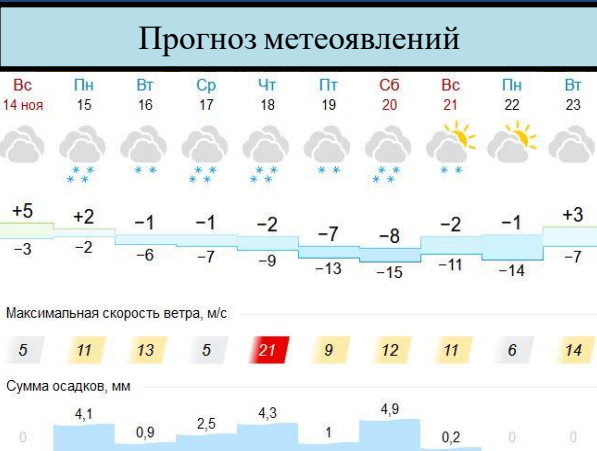 Прогноз метеоявлений
Вс Пн Вт Ср Чт Пт Сб Вс Пн Вт
14 ноя 15 16 17 18 19 20 21 22 23
+5 +2 −1 −1 −2 −7 −8 −2 −1 +3
−3 −2 −6 −7 −9 −13 −15 −11 −14 −7
Максимальная скорость ветра, м/с
5 11 13 5 21 9 12 11 6 14
Сумма осадков, мм
0 4,1 0,9 2,5 4,3 1 4,9 0,2 0 0